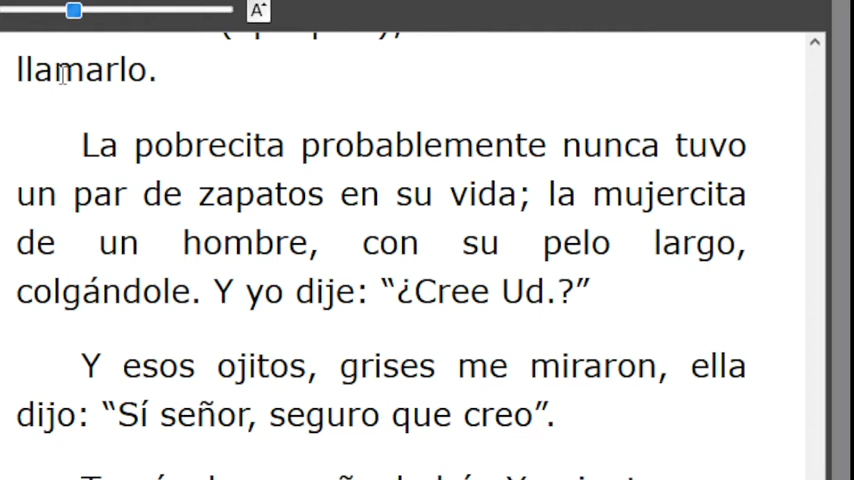 A
llamarlo.
La pobrecita probablemente nunca tuvo
un par de zapatos en su vida; la mujercita
de un hombre, con su pelo largo,
colgándole. Y yo dije: “¿Cree Ud.?”
Y esos ojitos, grises me miraron, ella
dijo: “Sí señor, seguro que creo”.